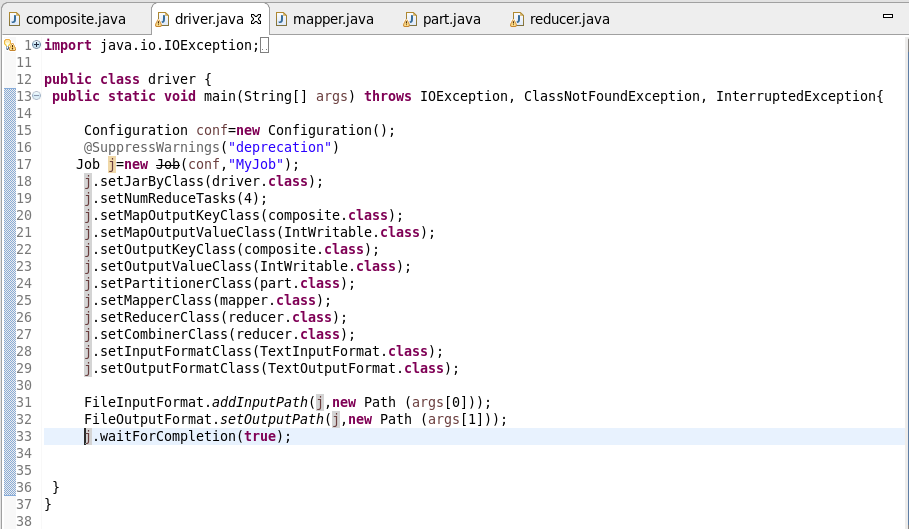 composite.java driver.java mapper.java part.java reducer.java
1 import java.io.IOException;
11
12 public class driver {
13 public static void main(String[] args) throws IOException, ClassNotFoundException, InterruptedException{
14
15 Configuration conf=new Configuration();
16 @SuppressWarnings("deprecation")
17 Job j=new Job(conf,"MyJob");
18 j.setJarByClass(driver.class);
19 j.setNumReduceTasks(4);
20 j.setMapOutputKeyClass(composite.class);
21 j.setMapOutputValueClass(IntWritable.class);
22 j.setOutputKeyClass(composite.class);
23 j.setOutputValueClass(IntWritable.class);
24 j.setPartitionerClass(part.class);
25 j.setMapperClass(mapper.class);
26 j.setReducerClass(reducer.class);
27 j.setCombinerClass(reducer.class);
28 j.setInputFormatClass(TextInputFormat.class);
29 j.setOutputFormatClass(TextOutputFormat.class);
30
31 FileInputFormat.addInputPath(j,new Path (args[0]));
32 FileOutputFormat.setOutputPath(j,new Path (args[1]));
33 j.waitForCompletion(true);
34
35
36 }
37 }
38